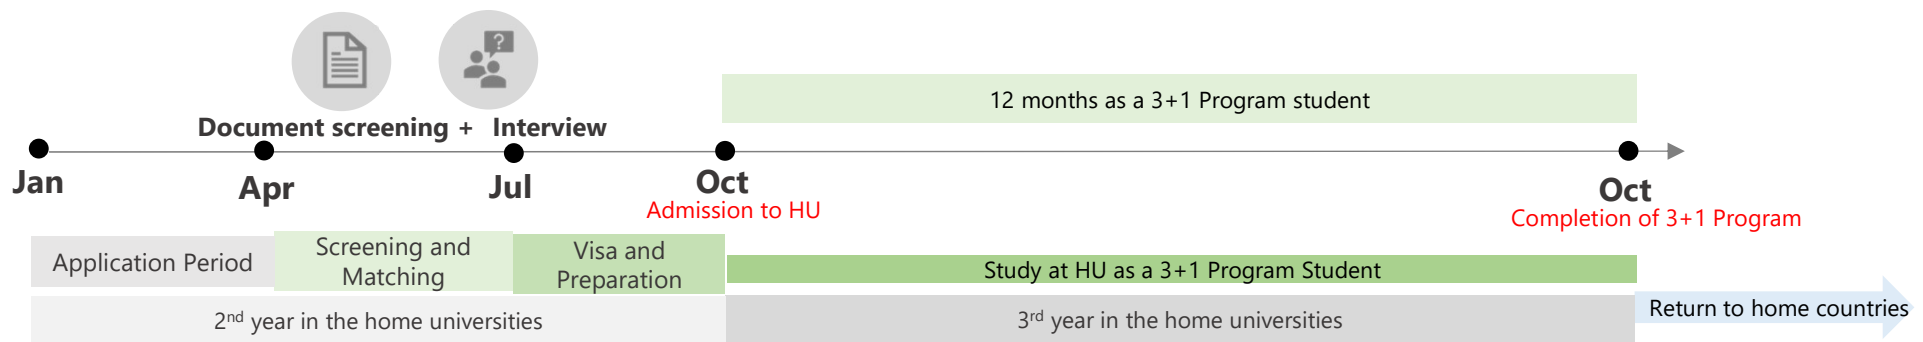 ?
12 months as a 3+1 Program student
Document screening + Interview
Jan
Apr
Jul
Oct
Oct
Admission to HU
Completion of 3+1 Program
Application Period
Screening and
Matching
Visa and
Preparation
Study at HU as a 3+1 Program Student
2nd year in the home universities
3rd year in the home universities
Return to home countries